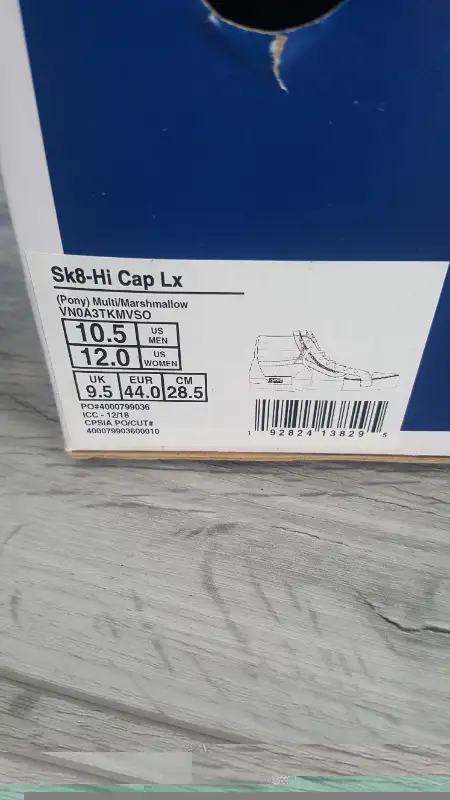 Sk8-Hi Cap Lx
(Pony) Multi/Marshmallow
VN0A3TKMVSO
10.5 US MEN
12.0 US WOMEN
UK 9.5 EUR 44.0 CM 28.5
PO#4000799036
ICC - 12/18
CPSIA PO/CUT#
400079903600010
1 92824 13829 5